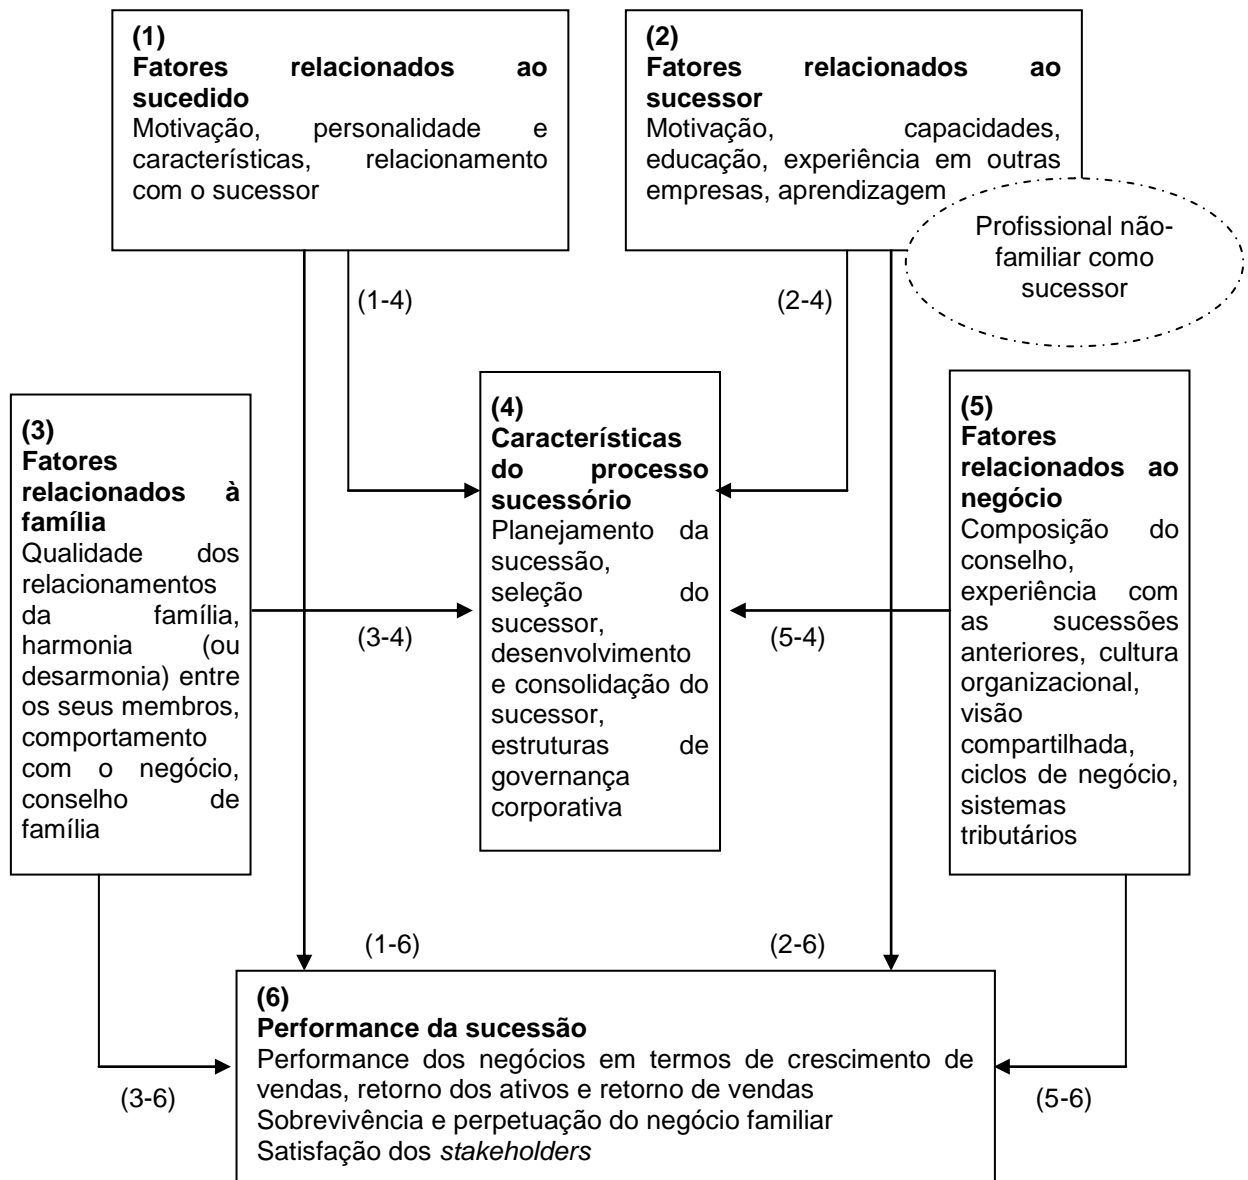 (1)
Fatores relacionados ao
sucedido
Motivação, personalidade e
características, relacionamento
com o sucessor
(2)
Fatores relacionados ao
sucessor
Motivação, capacidades,
educação, experiência em outras
empresas, aprendizagem
Profissional não-
familiar como
sucessor
(1-4)
(2-4)
(3)
Fatores
relacionados à
família
Qualidade dos
relacionamentos
da família,
harmonia (ou
desarmonia) entre
os seus membros,
comportamento
com o negócio,
conselho de
família
(3-4)
(4)
Características
do processo
sucessório
Planejamento da
sucessão,
seleção do
sucessor,
desenvolvimento
e consolidação do
sucessor,
estruturas de
governança
corporativa
(5-4)
(5)
Fatores
relacionados ao
negócio
Composição do
conselho,
experiência com
as sucessões
anteriores, cultura
organizacional,
visão
compartilhada,
ciclos de negócio,
sistemas
tributários
(1-6)
(2-6)
(3-6)
(6)
Performance da sucessão
Performance dos negócios em termos de crescimento de
vendas, retorno dos ativos e retorno de vendas
Sobrevivência e perpetuação do negócio familiar
Satisfação dos stakeholders
(5-6)